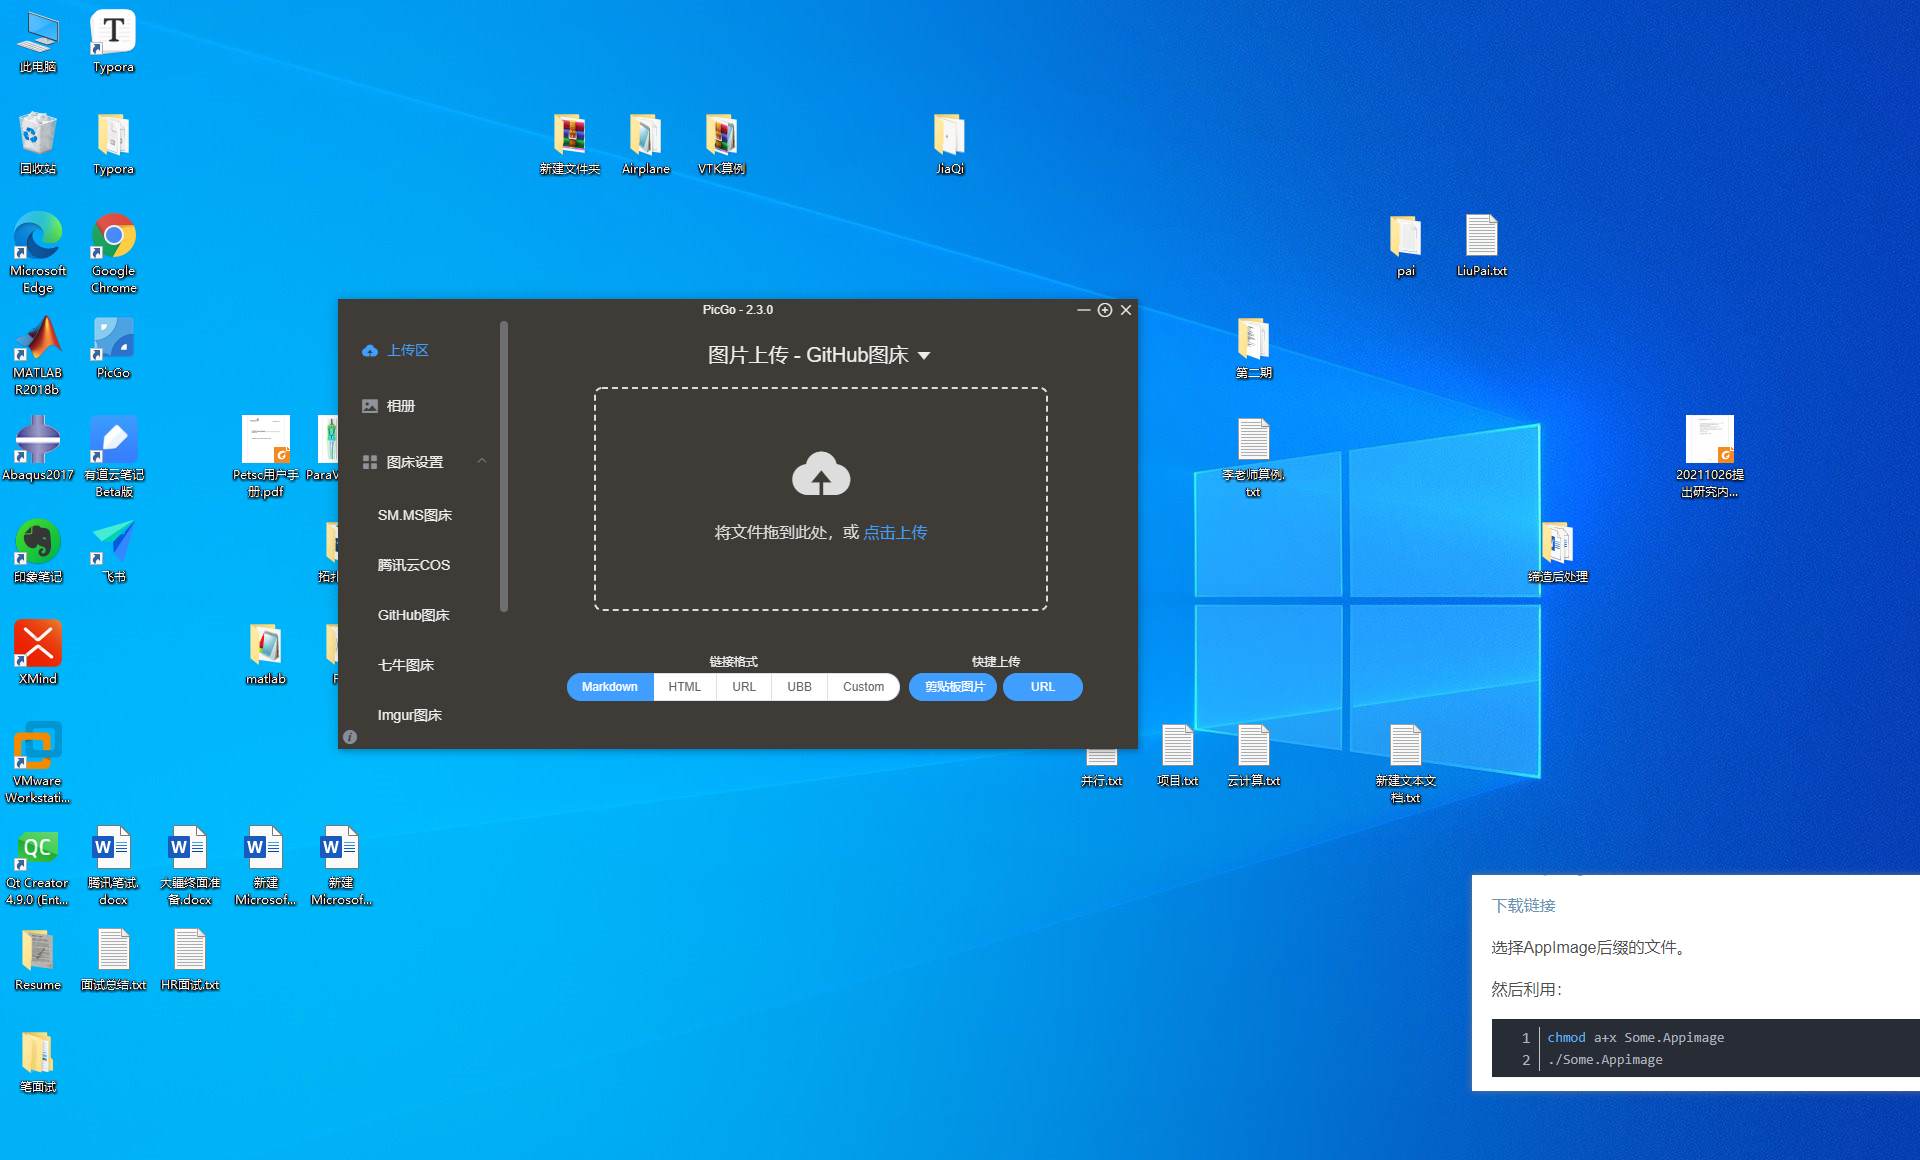 此电脑
Typora
回收站
Typora
新建文件夹
Airplane
VTK算例
JiaQi
Microsoft
Edge
Google
Chrome
pai
LiuPai.txt
MATLAB
R2018b
PicGo
第二期
Abaqus2017
有道云笔记
Beta版
Petsc用户手
册.pdf
李老师算例.
txt
20211026提
出研究内...
印象笔记
飞书
缔造后处理
XMind
matlab
VMware
Workstati...
并行.txt
项目.txt
云计算.txt
新建文本文
档.txt
Qt Creator
4.9.0 (Ent...
腾讯笔试.
docx
大疆终面准
备.docx
新建
Microsof...
新建
Microsof...
Resume
面试总结.txt
HR面试.txt
笔面试
PicGo - 2.3.0
上传区
相册
图床设置
SM.MS图床
腾讯云COS
GitHub图床
七牛图床
Imgur图床
图片上传 - GitHub图床
将文件拖到此处，或 点击上传
链接格式
快捷上传
Markdown HTML URL UBB Custom 剪贴板图片 URL
下载链接
选择AppImage后缀的文件。
然后利用：
1 chmod a+x Some.Appimage
2 ./Some.Appimage